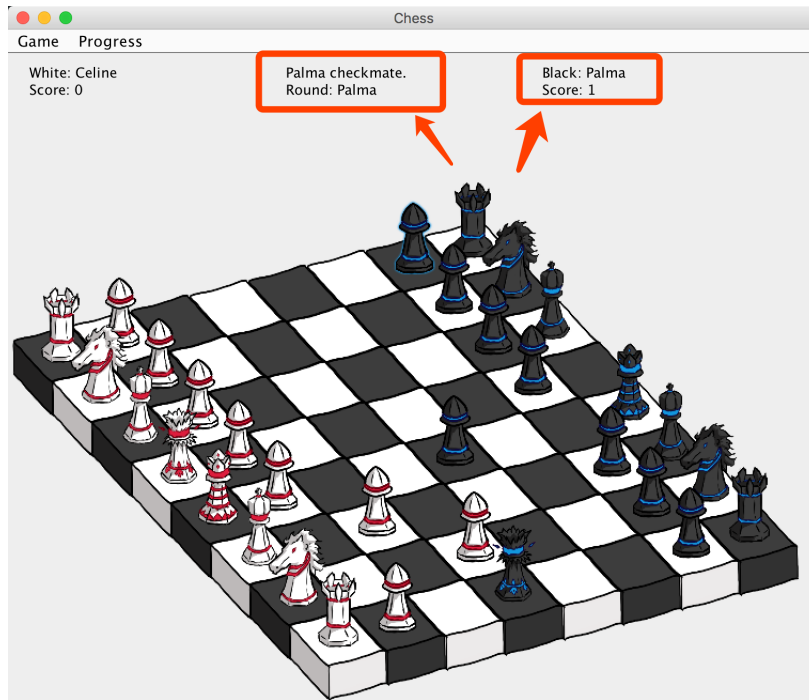 Chess
Game Progress
White: Celine
Score: 0
Palma checkmate.
Round: Palma
Black: Palma
Score: 1